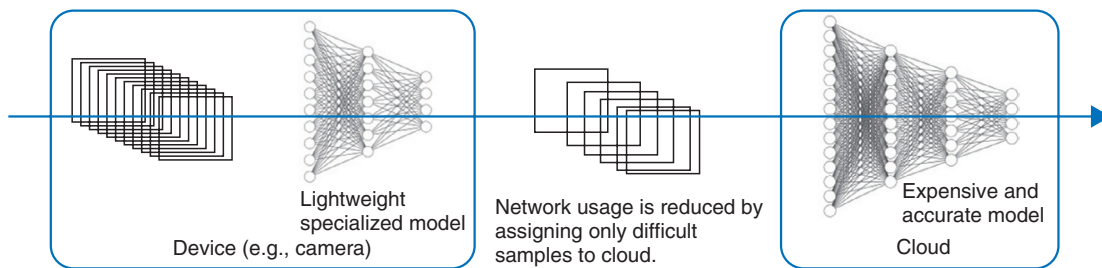 Lightweight
specialized model
Device (e.g., camera)
Network usage is reduced by
assigning only difficult
samples to cloud.
Expensive and
accurate model
Cloud